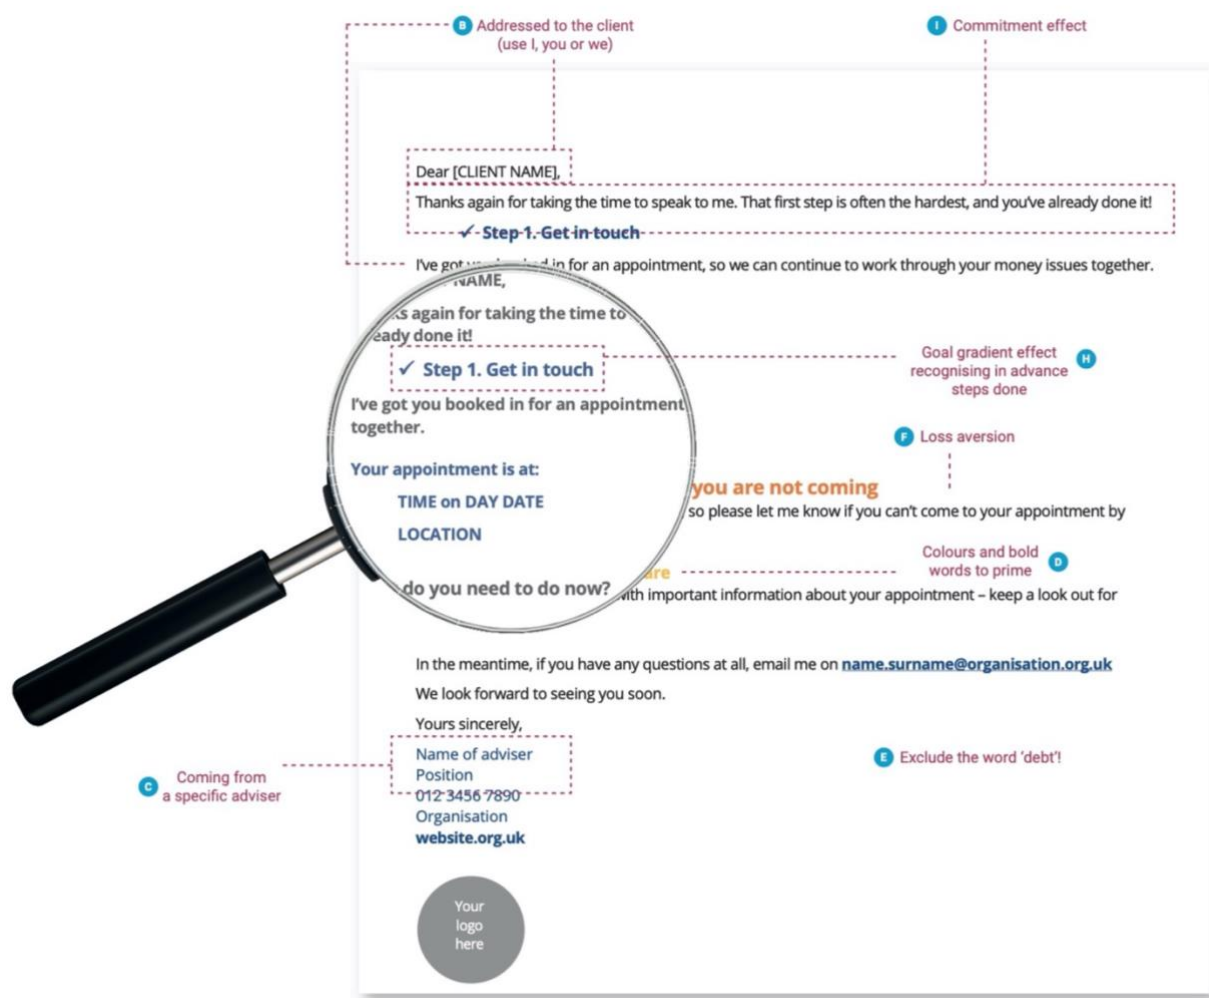 B Addressed to the client
(use I, you or we)
I Commitment effect
Dear [CLIENT NAME],
Thanks again for taking the time to speak to me. That first step is often the hardest, and you've already done it!
✓ Step 1. Get in touch
I've got in for an appointment, so we can continue to work through your money issues together.
NAME,
again for taking the time to
done it!
✓ Step 1. Get in touch
I've got you booked in for an appointment
together.
Your appointment is at:
TIME on DAY DATE
LOCATION
do you need to do now?
Goal gradient effect
recognising in advance
steps done
H
F Loss aversion
you are not coming
so please let me know if you can't come to your appointment by
Colours and bold
words to prime
D
are
with important information about your appointment – keep a look out for
In the meantime, if you have any questions at all, email me on name.surname@organisation.org.uk
We look forward to seeing you soon.
Yours sincerely,
Name of adviser
Position
012 3456 7890
Organisation
website.org.uk
C Coming from
a specific adviser
E Exclude the word 'debt'!
Your
logo
here